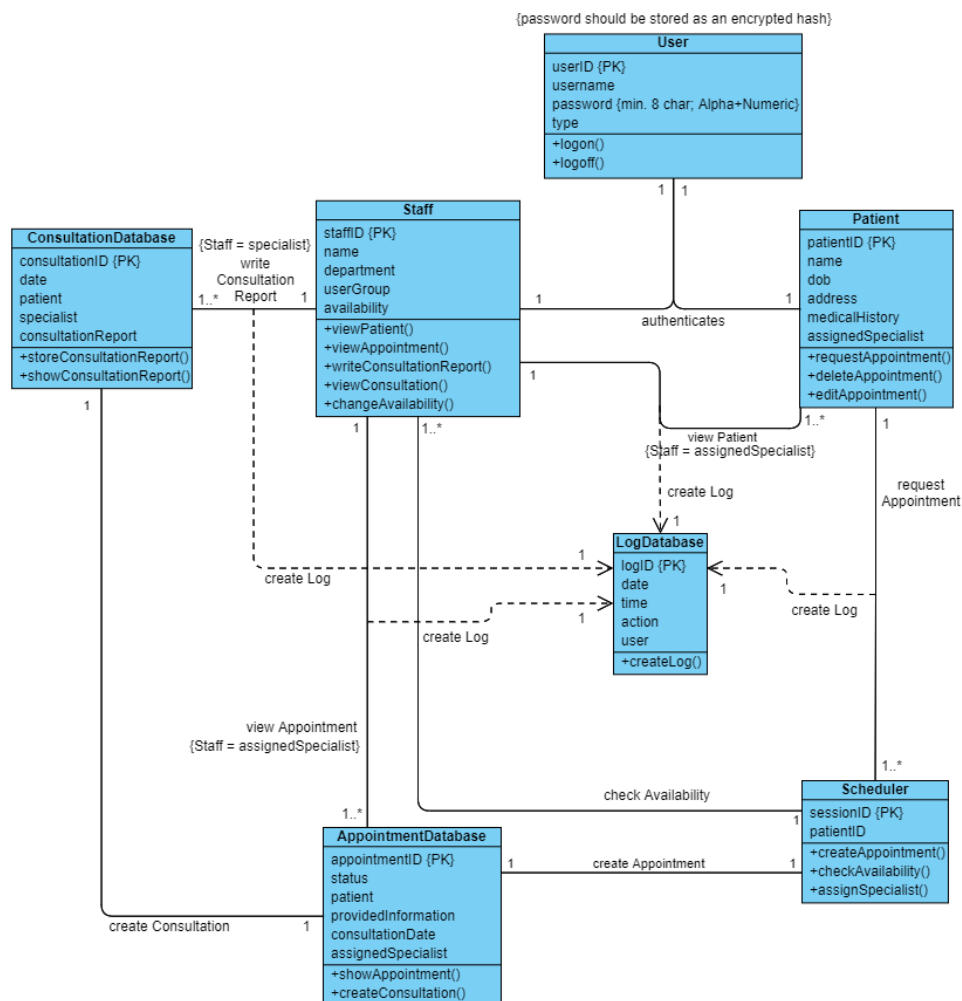 {password should be stored as an encrypted hash}
User
userID {PK}
username
password {min. 8 char; Alpha+Numeric}
type
+logon()
+logoff()
1
1
Staff
staffID {PK}
name
department
userGroup
availability
+viewPatient()
+viewAppointment()
+writeConsultationReport()
+viewConsultation()
+changeAvailability()
ConsultationDatabase
consultationID {PK}
date
patient
specialist
consultationReport
+storeConsultationReport()
+showConsultationReport()
{Staff = specialist}
write
Consultation
Report
1..*
1
Patient
patientID {PK}
name
dob
address
medicalHistory
assignedSpecialist
+requestAppointment()
+deleteAppointment()
+editAppointment()
1
1
authenticates
1
1..*
view Patient
{Staff = assignedSpecialist}
1
1
1..*
1
request
Appointment
create Log
1
LogDatabase
logID {PK}
date
time
action
user
+createLog()
1
create Log
1
create Log
1
create Log
view Appointment
{Staff = assignedSpecialist}
1..*
check Availability
1
1..*
Scheduler
sessionID {PK}
patientID
+createAppointment()
+checkAvailability()
+assignSpecialist()
AppointmentDatabase
appointmentID {PK}
status
patient
providedInformation
consultationDate
assignedSpecialist
+showAppointment()
+createConsultation()
1
create Appointment
1
create Consultation
1